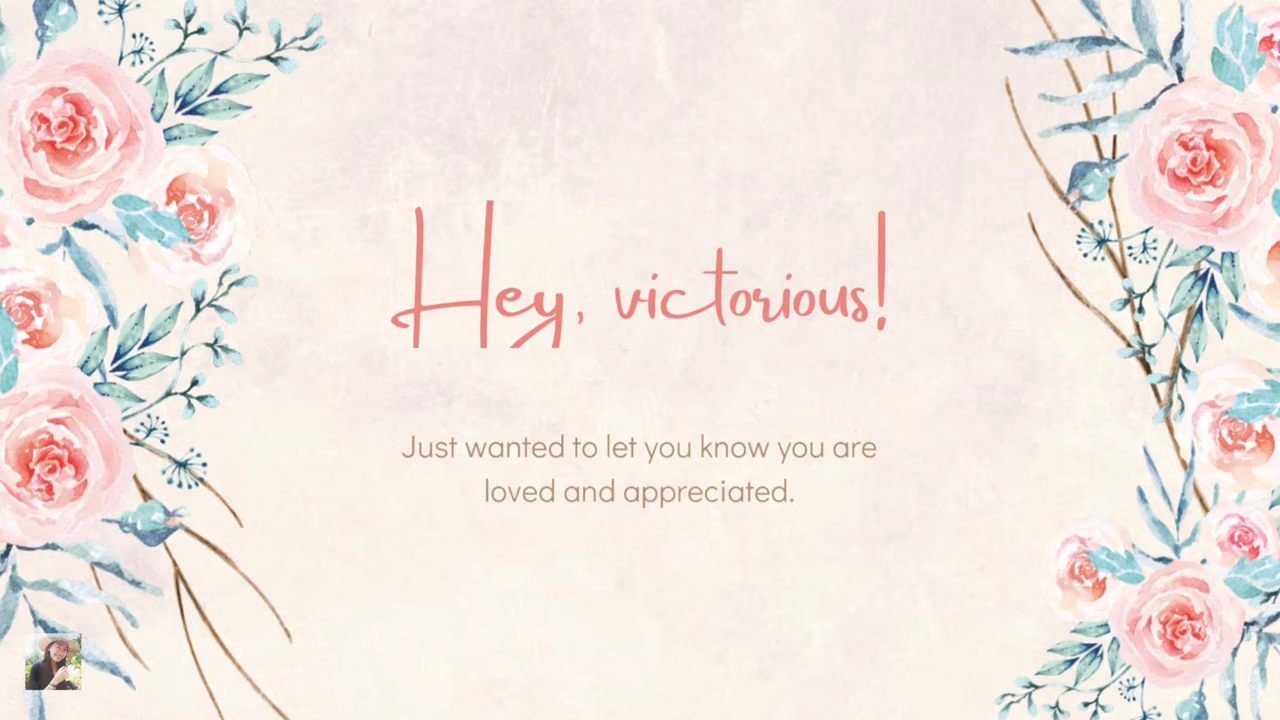 Hey, victorious!
Just wanted to let you know you are
loved and appreciated.